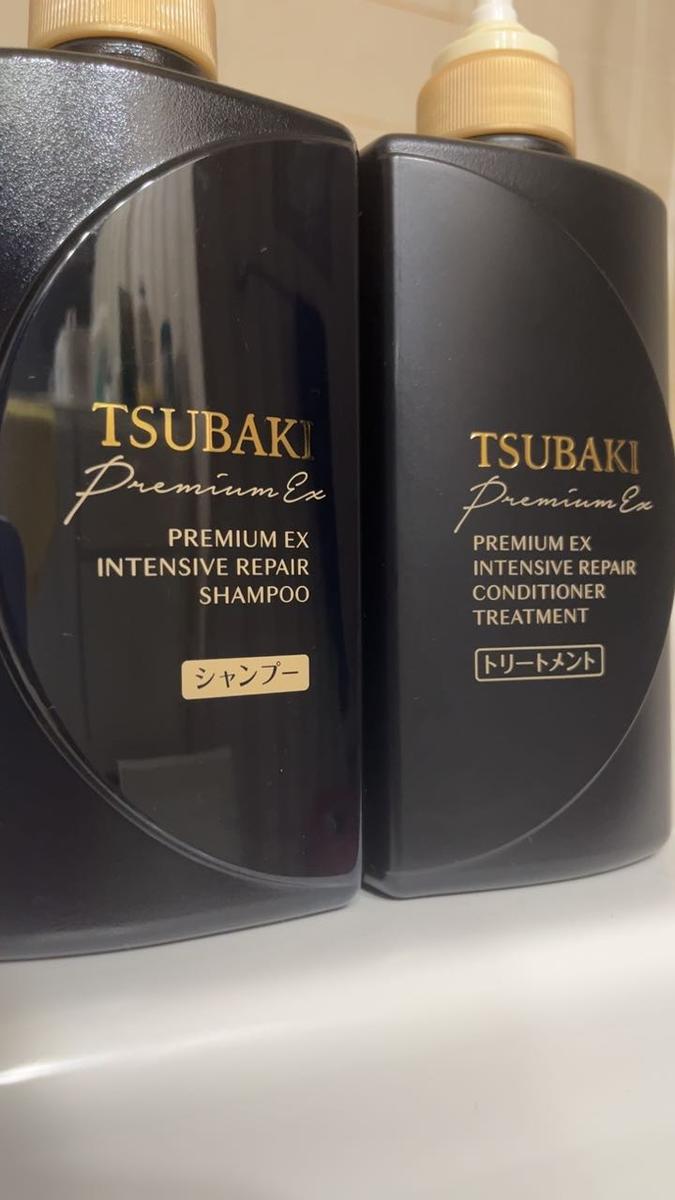 TSUBAKI
Premium Ex
PREMIUM EX
INTENSIVE REPAIR
SHAMPOO
シャンプー
TSUBAKI
Premium Ex
PREMIUM EX
INTENSIVE REPAIR
CONDITIONER
TREATMENT
トリートメント